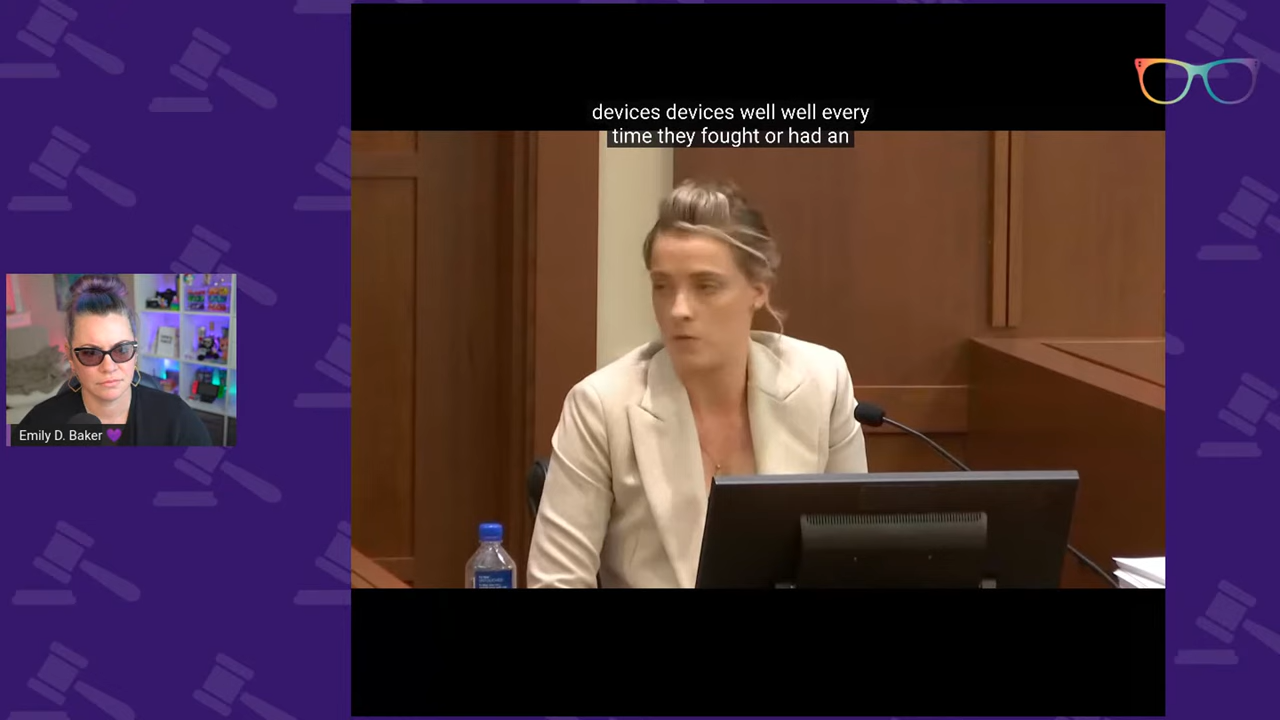 devices devices well well every
time they fought or had an
Emily D. Baker 💜